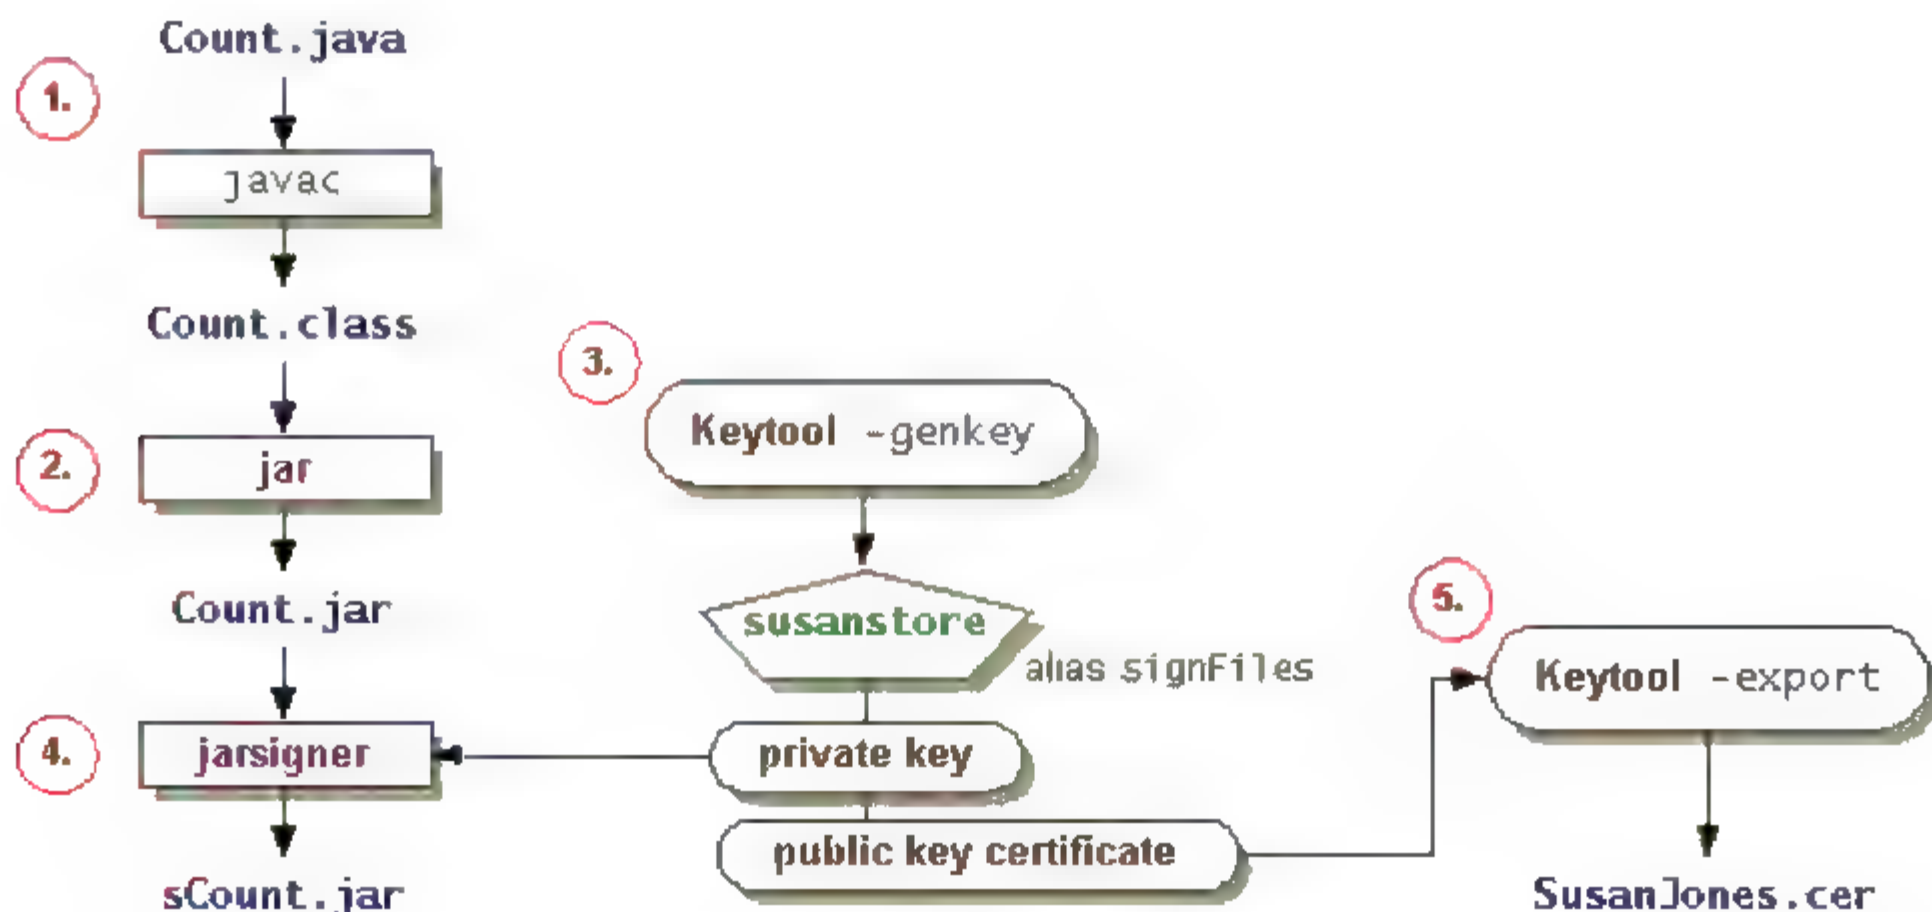 Count.java
1.
javac
Count.class
3.
Keytool -genkey
2.
jar
Count.jar
susanstore
alias signFiles
5.
Keytool -export
4.
jarsigner
private key
public key certificate
sCount.jar
SusanJones.cer